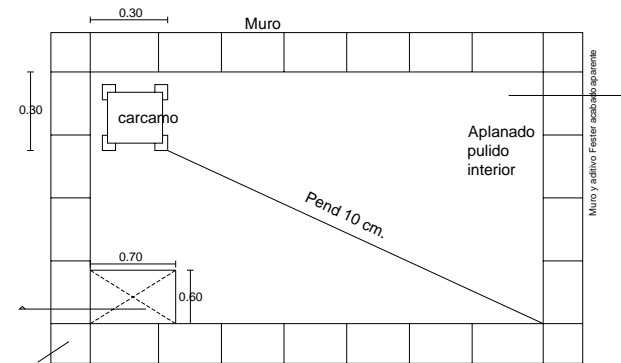 0.30
Muro
0.30
carcamo
Aplanado
pulido
interior
Muro y aditivo Fester acabado aparente
Pend 10 cm.
0.70
0.60